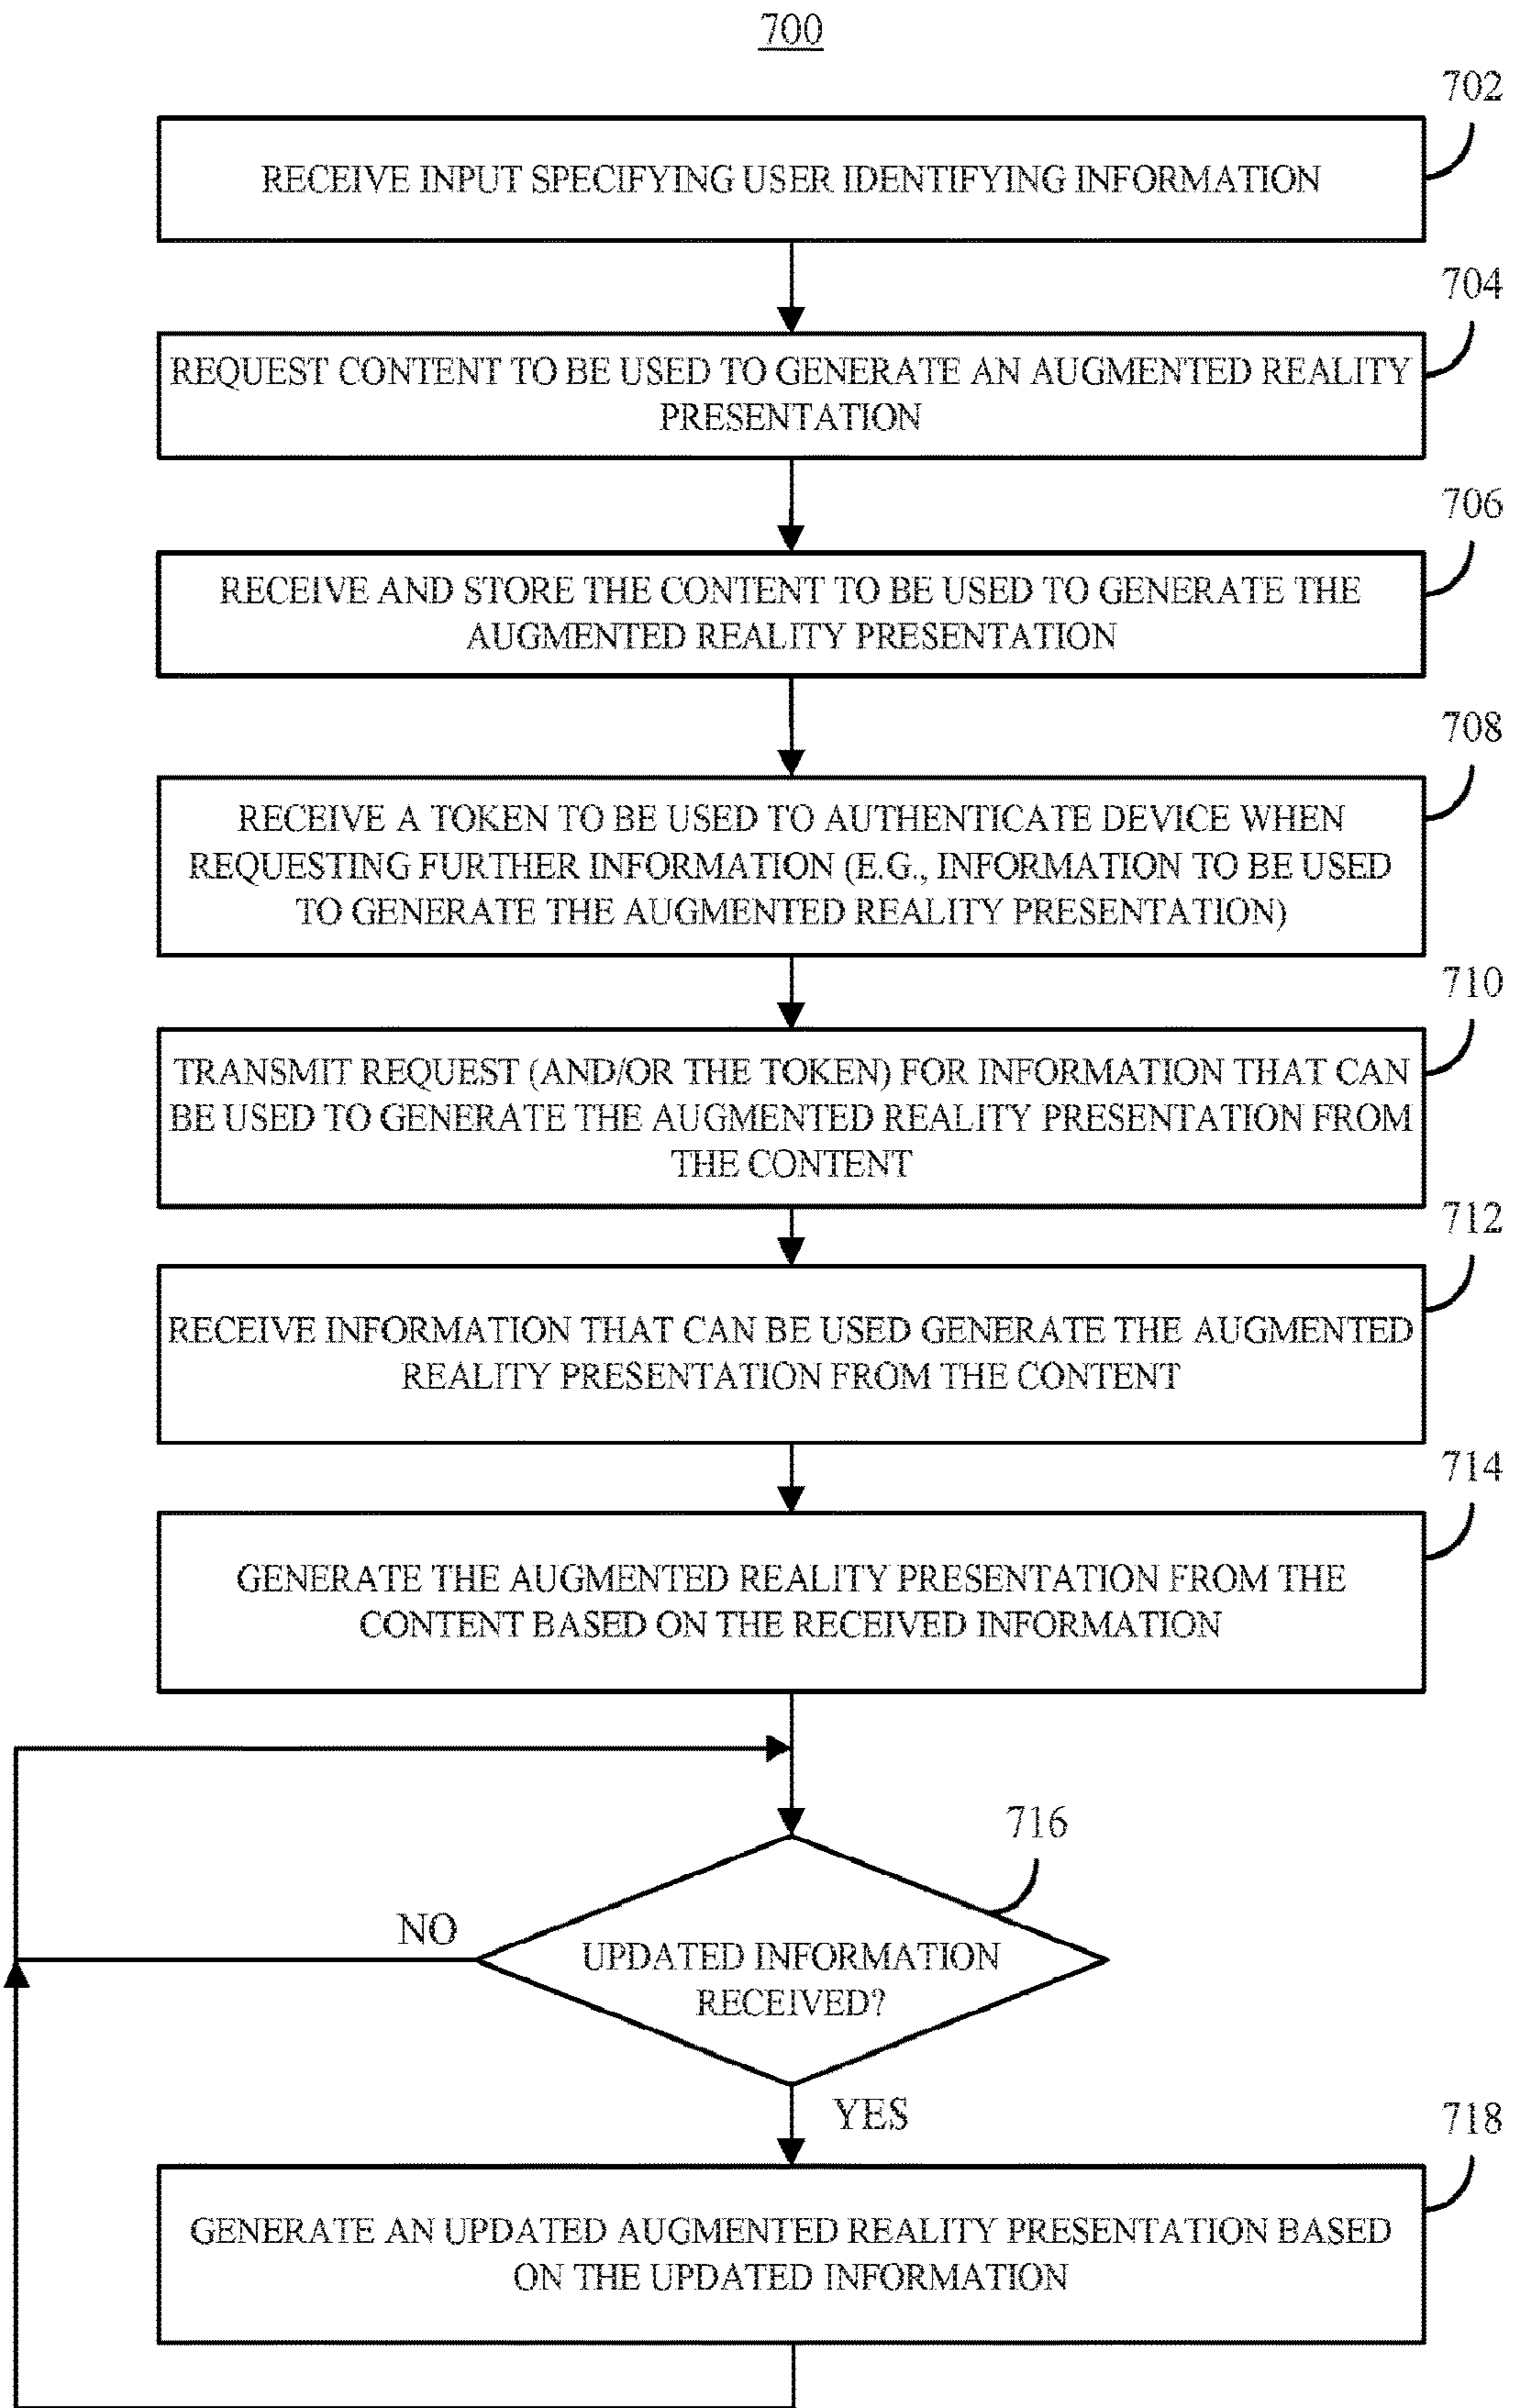 700
702
RECEIVE INPUT SPECIFYING USER IDENTIFYING INFORMATION
704
REQUEST CONTENT TO BE USED TO GENERATE AN AUGMENTED REALITY
PRESENTATION
706
RECEIVE AND STORE THE CONTENT TO BE USED TO GENERATE THE
AUGMENTED REALITY PRESENTATION
708
RECEIVE A TOKEN TO BE USED TO AUTHENTICATE DEVICE WHEN
REQUESTING FURTHER INFORMATION (E.G., INFORMATION TO BE USED
TO GENERATE THE AUGMENTED REALITY PRESENTATION)
710
TRANSMIT REQUEST (AND/OR THE TOKEN) FOR INFORMATION THAT CAN
BE USED TO GENERATE THE AUGMENTED REALITY PRESENTATION FROM
THE CONTENT
712
RECEIVE INFORMATION THAT CAN BE USED GENERATE THE AUGMENTED
REALITY PRESENTATION FROM THE CONTENT
714
GENERATE THE AUGMENTED REALITY PRESENTATION FROM THE
CONTENT BASED ON THE RECEIVED INFORMATION
716
NO
UPDATED INFORMATION
RECEIVED?
YES
718
GENERATE AN UPDATED AUGMENTED REALITY PRESENTATION BASED
ON THE UPDATED INFORMATION